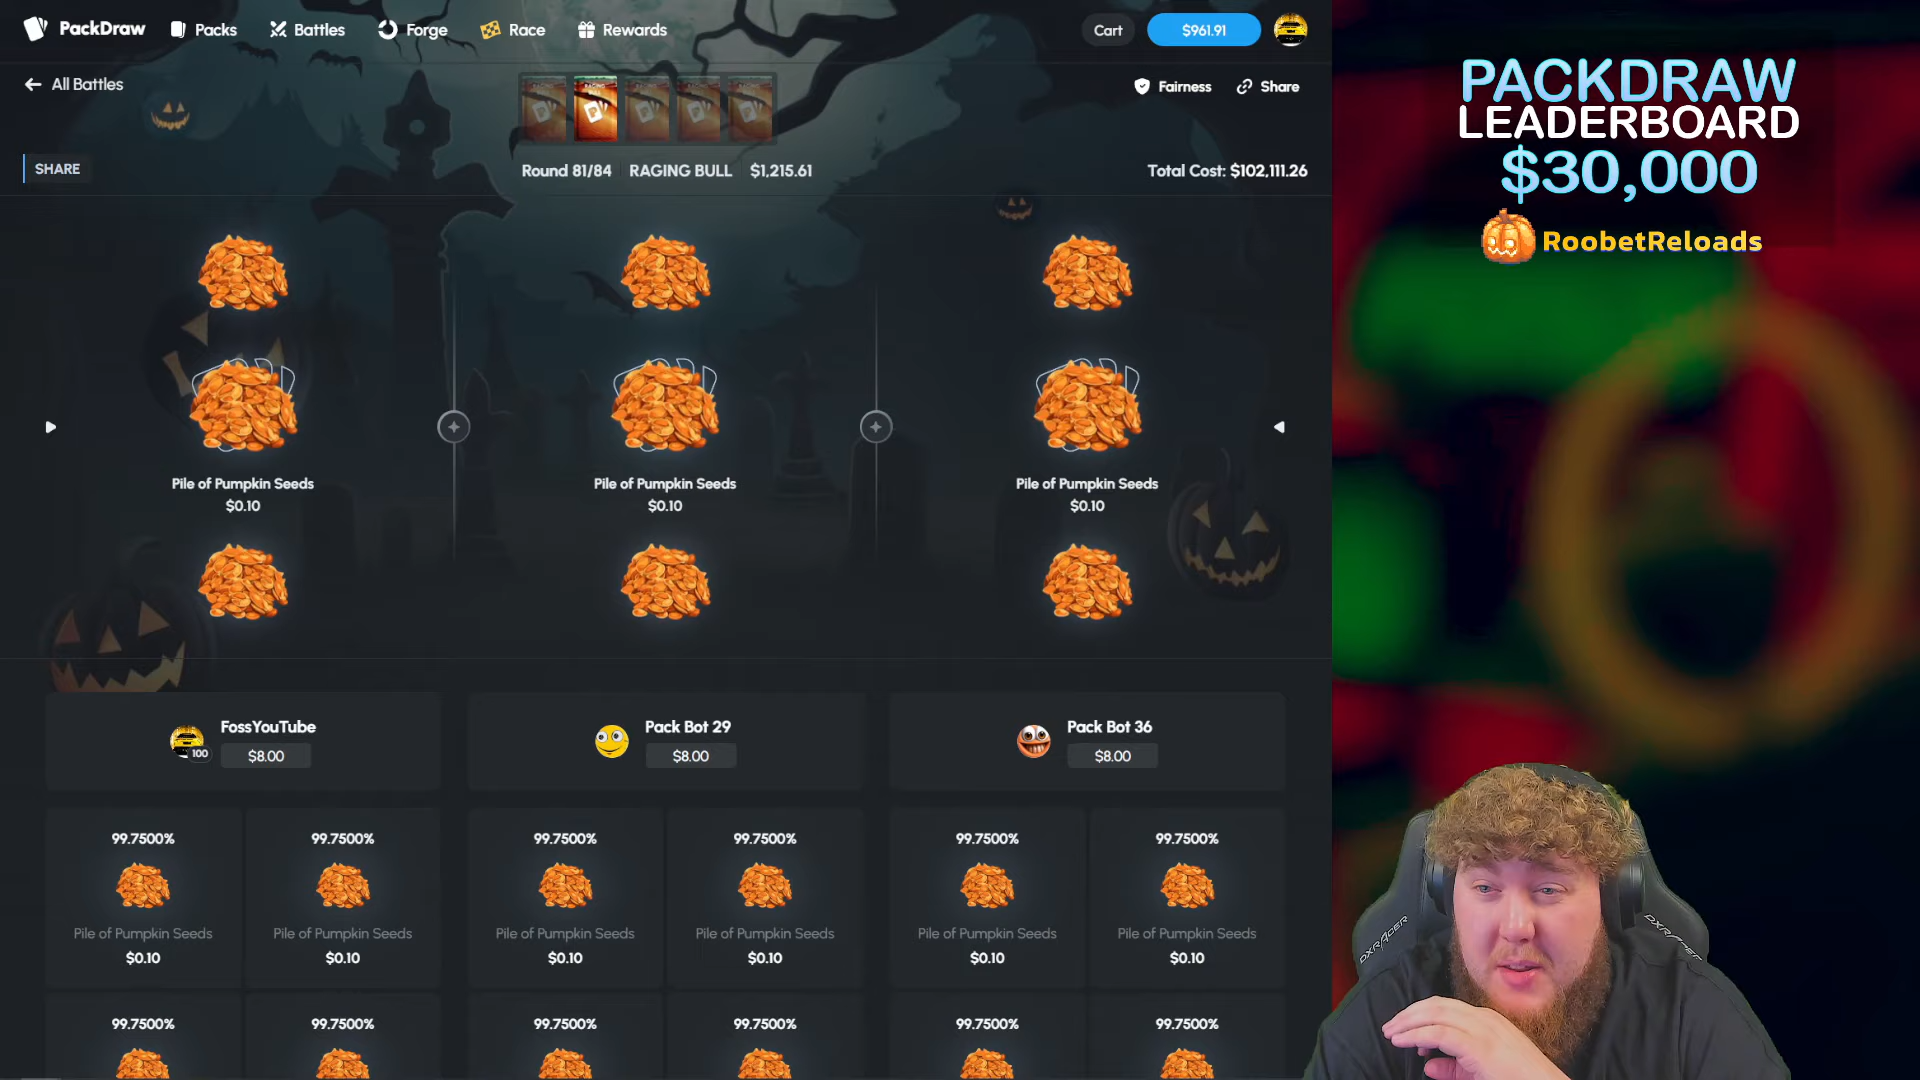 PackDraw
Packs
Battles
Forge
Race
Rewards
Cart
$961.91
All Battles
Fairness
Share
SHARE
Round 81/84
RAGING BULL
$1,215.61
Total Cost: $102,111.26
Pile of Pumpkin Seeds
$0.10
Pile of Pumpkin Seeds
$0.10
Pile of Pumpkin Seeds
$0.10
FossYouTube
100
$8.00
Pack Bot 29
$8.00
Pack Bot 36
$8.00
99.7500%
99.7500%
99.7500%
99.7500%
99.7500%
99.7500%
Pile of Pumpkin Seeds
Pile of Pumpkin Seeds
Pile of Pumpkin Seeds
Pile of Pumpkin Seeds
Pile of Pumpkin Seeds
Pile of Pumpkin Seeds
$0.10
$0.10
$0.10
$0.10
$0.10
$0.10
99.7500%
99.7500%
99.7500%
99.7500%
99.7500%
99.7500%
PACKDRAW
LEADERBOARD
$30,000
RoobetReloads
DXRACER